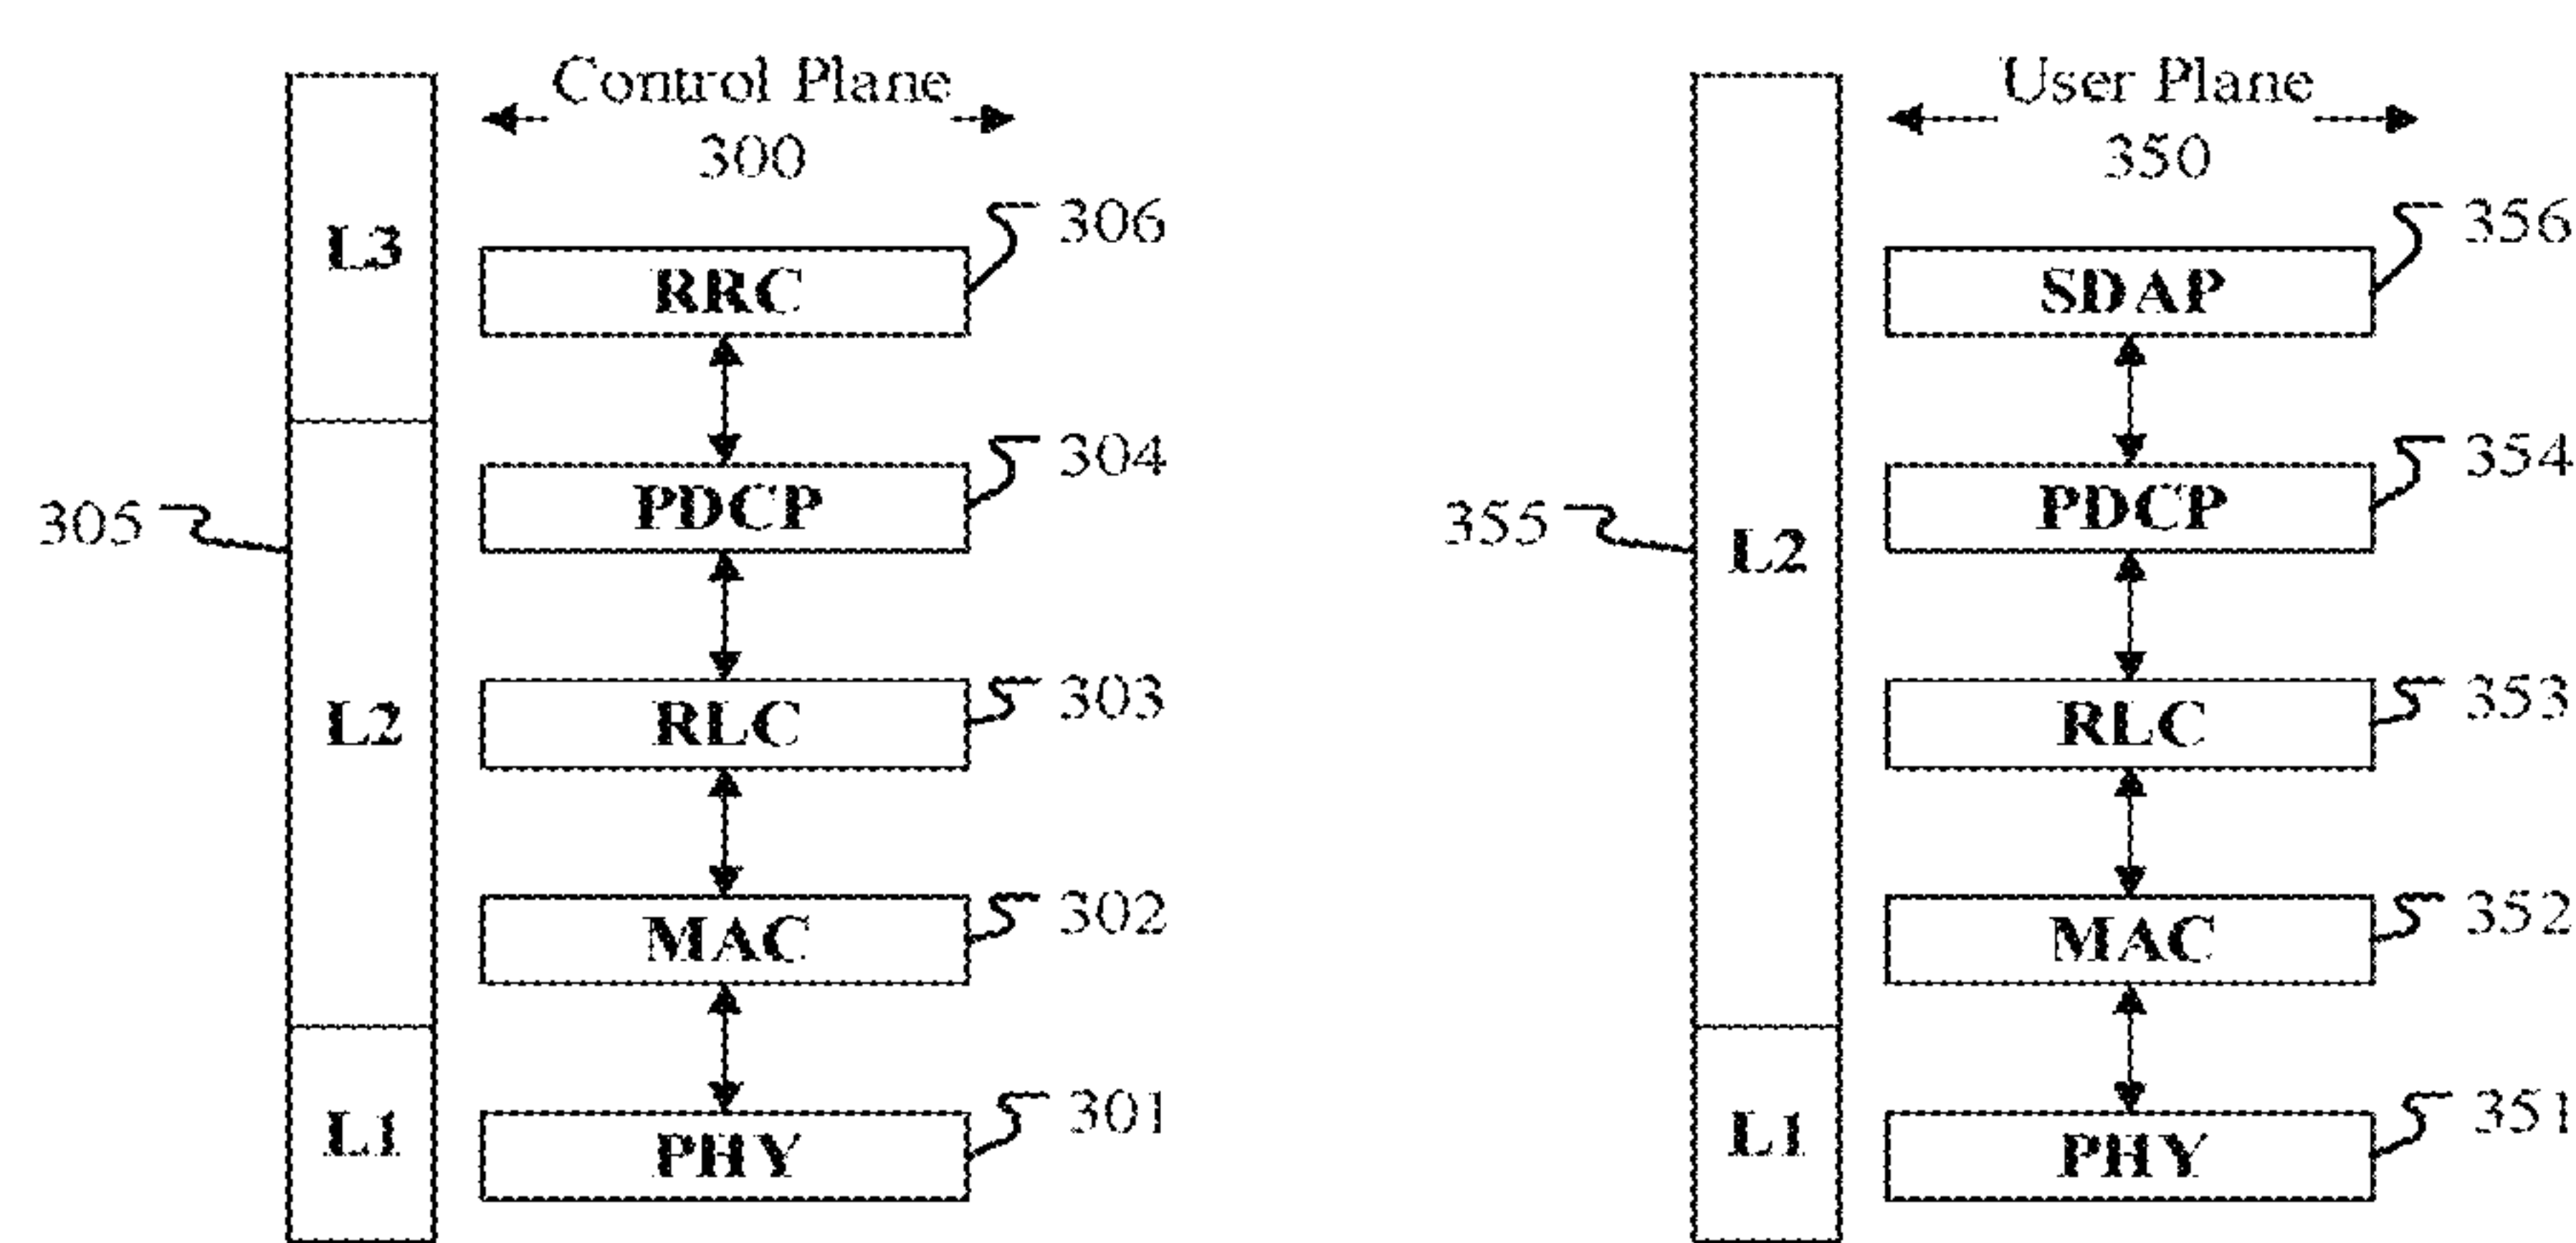 Control Plane
300
L3
RRC
306
PDCP
304
305
L2
RLC
303
MAC
302
L1
PHY
301
User Plane
350
SDAP
356
PDCP
354
355
L2
RLC
353
MAC
352
L1
PHY
351